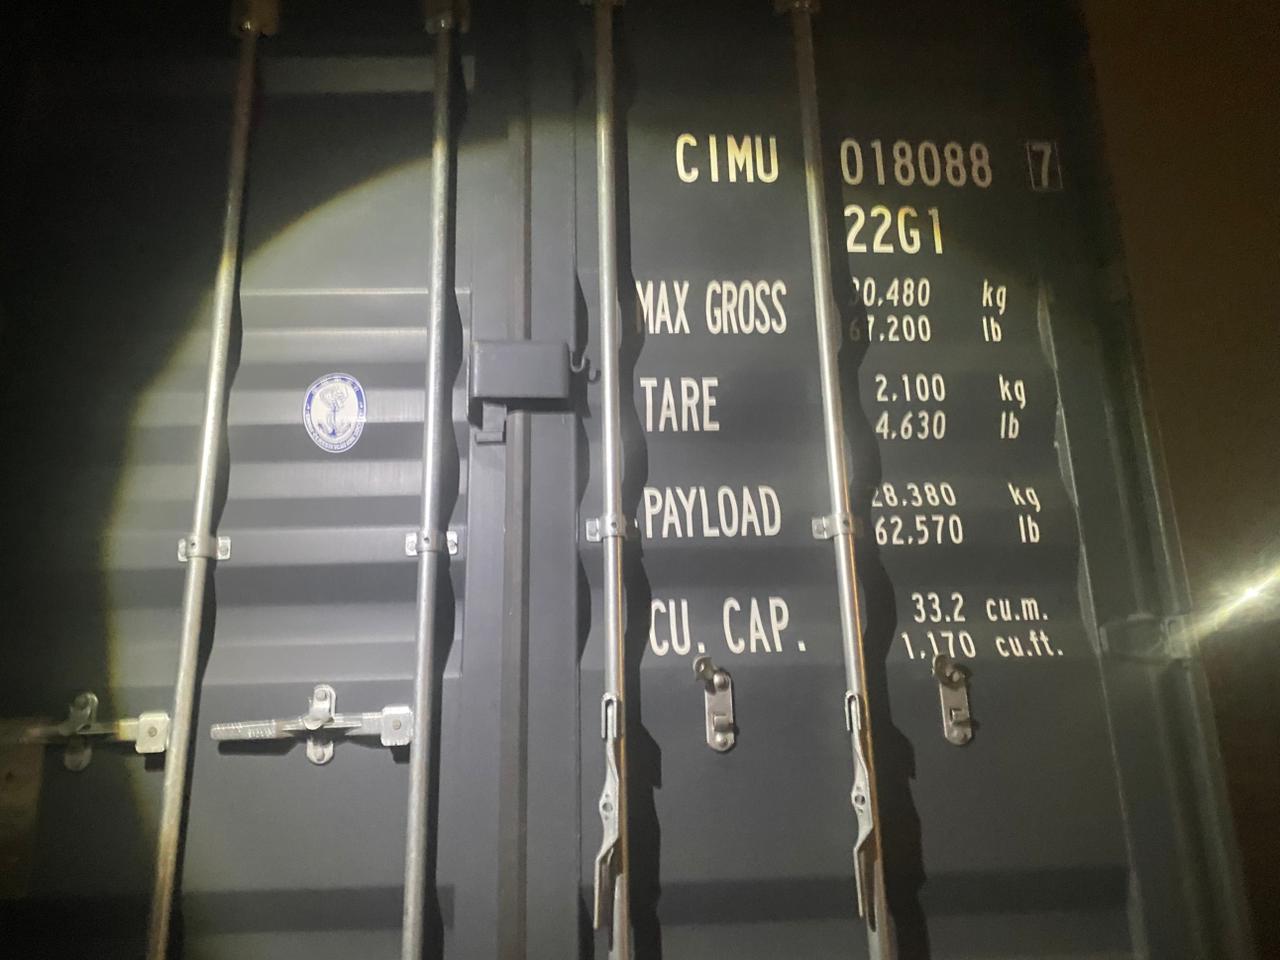 CIMU 018088 7
22G1
MAX GROSS 30.480 kg
67.200 lb
TARE 2.100 kg
4.630 lb
PAYLOAD 28.380 kg
62.570 lb
CU. CAP. 33.2 cu.m.
1.170 cu.ft.